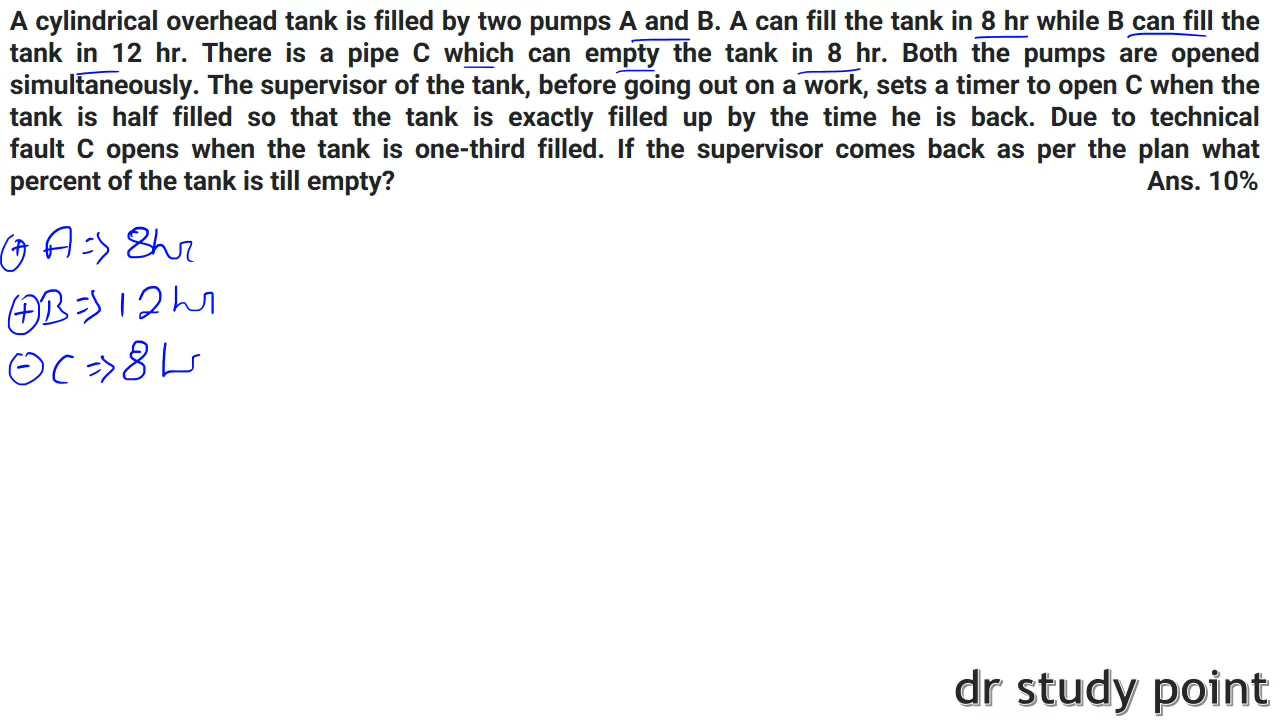 A cylindrical overhead tank is filled by two pumps A and B. A can fill the tank in 8 hr while B can fill the
tank in 12 hr. There is a pipe C which can empty the tank in 8 hr. Both the pumps are opened
simultaneously. The supervisor of the tank, before going out on a work, sets a timer to open C when the
tank is half filled so that the tank is exactly filled up by the time he is back. Due to technical
fault C opens when the tank is one-third filled. If the supervisor comes back as per the plan what
percent of the tank is till empty? Ans. 10%
+ A => 8hr
+ B => 12 hr
- C => 8 hr
dr study point